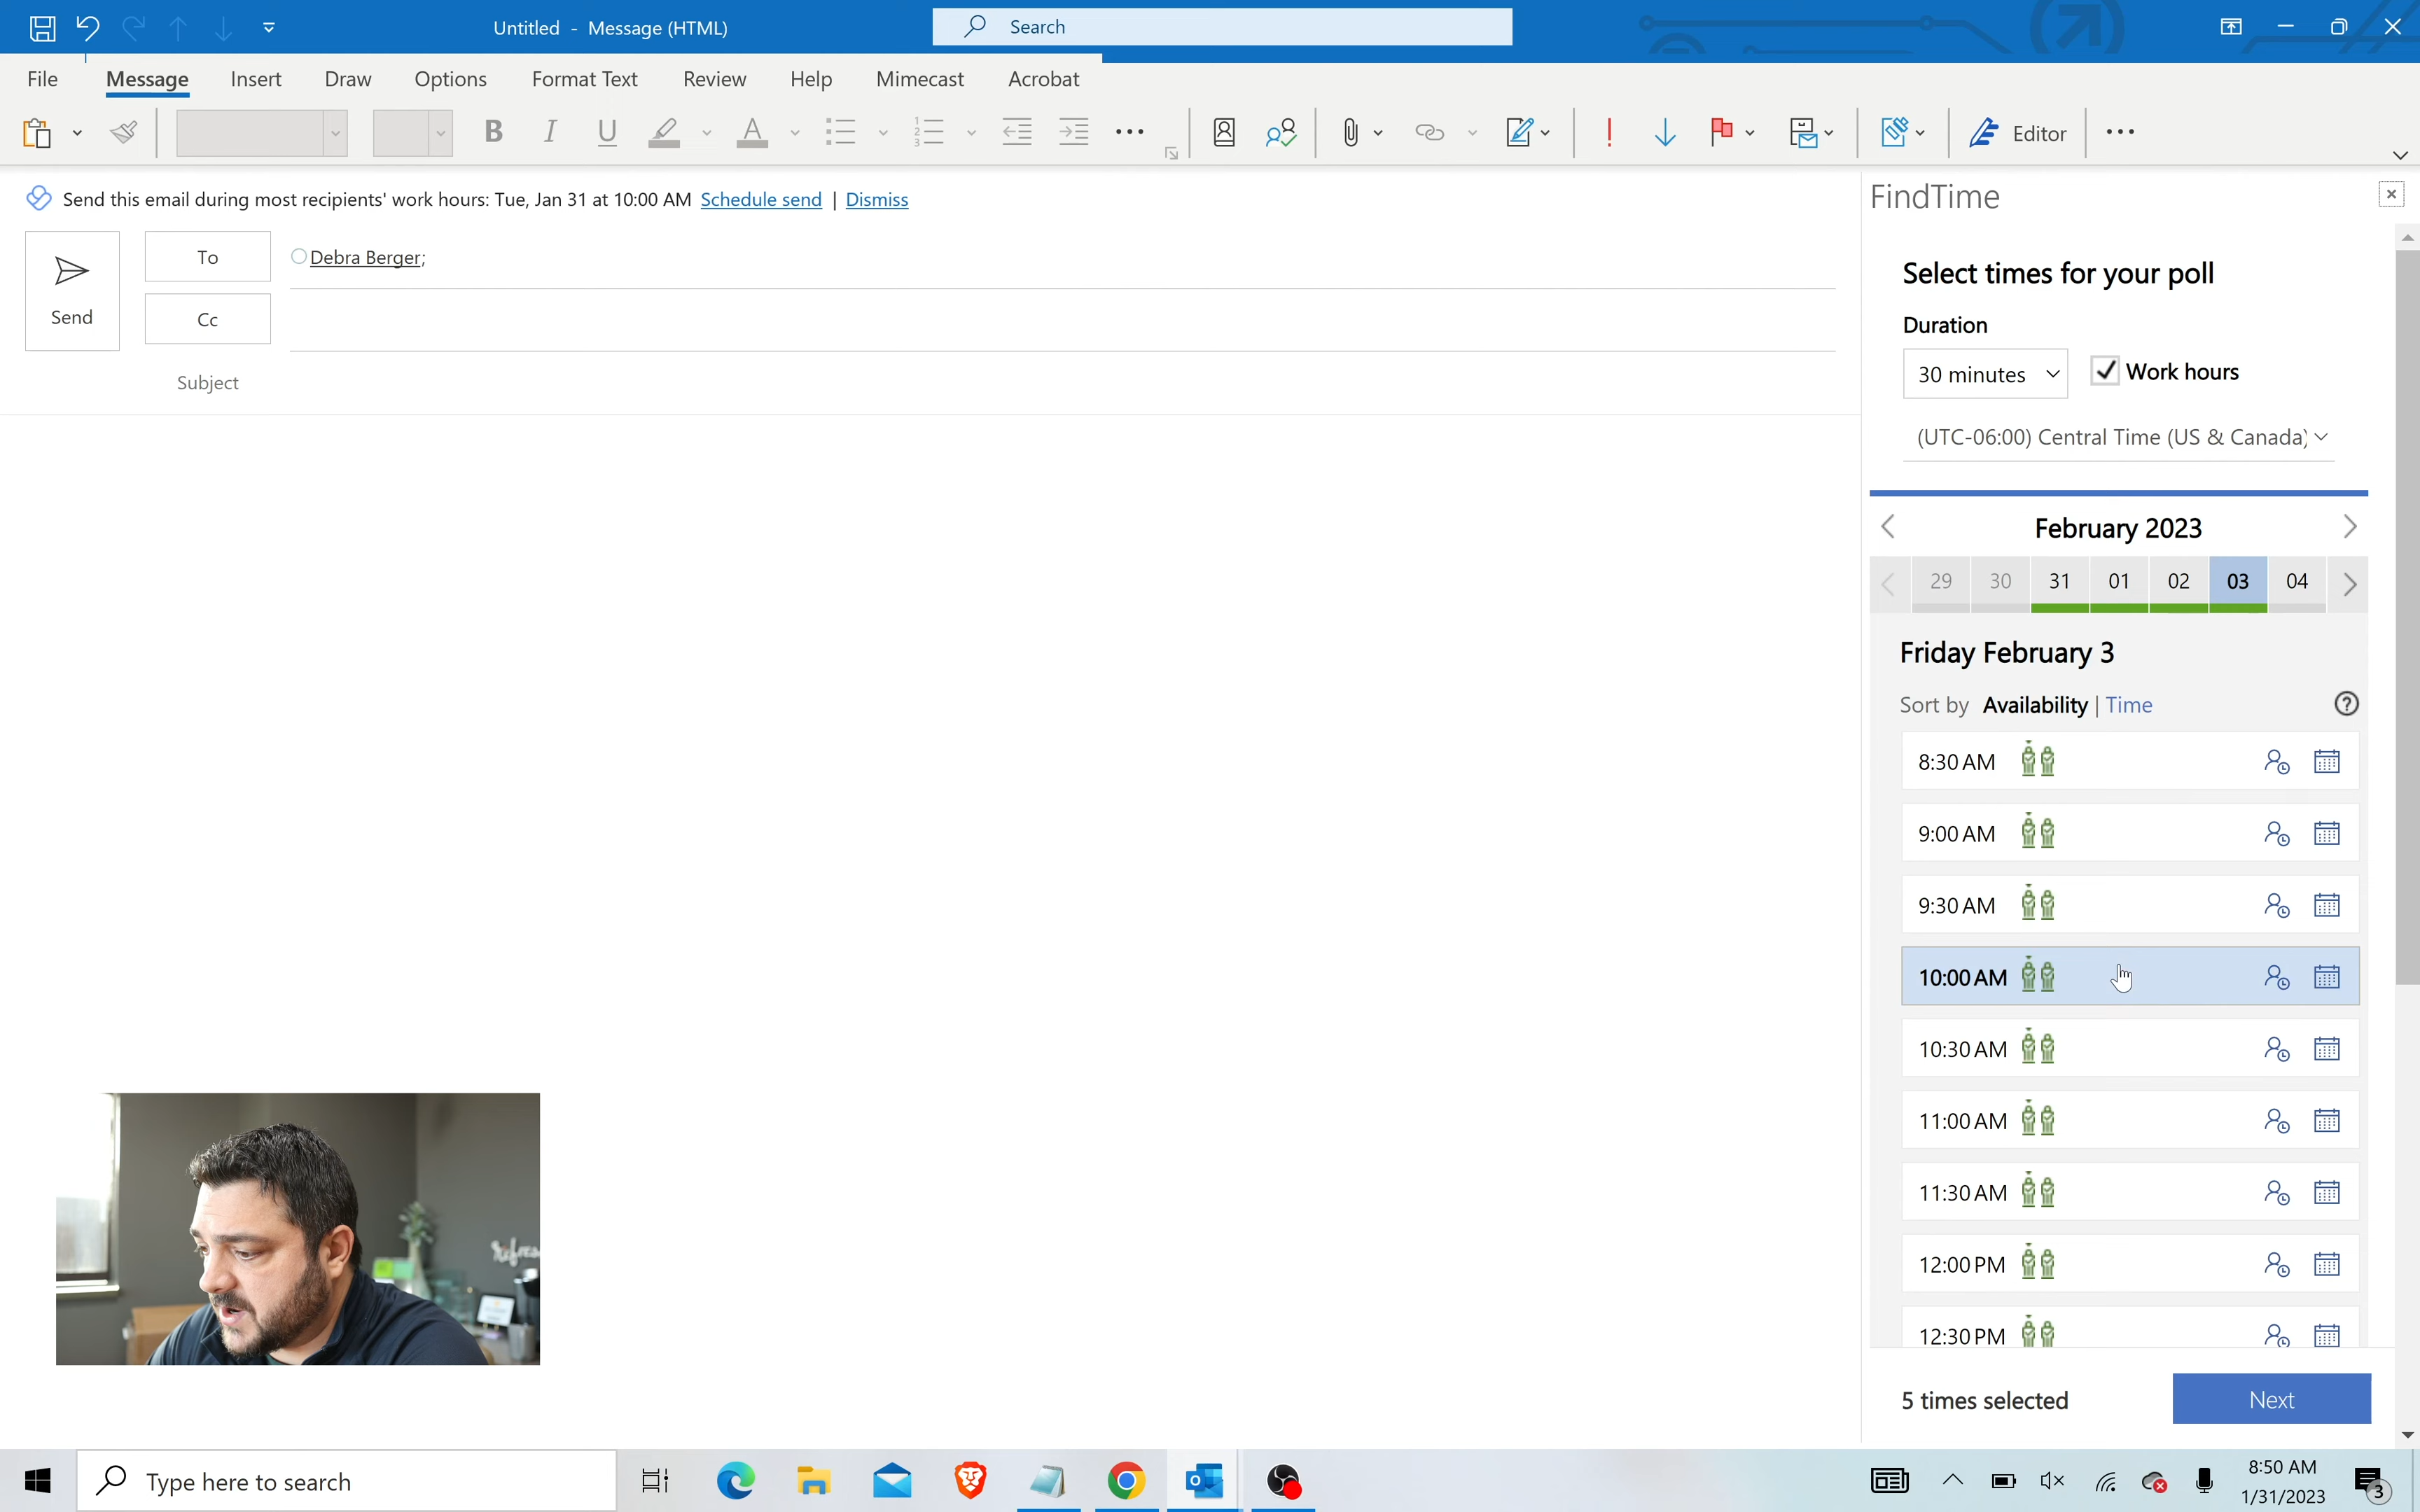 Untitled - Message (HTML)
Search
File Message Insert Draw Options Format Text Review Help Mimecast Acrobat
B I U A Editor
Send this email during most recipients' work hours: Tue, Jan 31 at 10:00 AM Schedule send | Dismiss
Send
To
Debra Berger;
Cc
Subject
FindTime
Select times for your poll
Duration
30 minutes
Work hours
(UTC-06:00) Central Time (US & Canada)
February 2023
29 30 31 01 02 03 04
Friday February 3
Sort by Availability | Time
8:30 AM
9:00 AM
9:30 AM
10:00 AM
10:30 AM
11:00 AM
11:30 AM
12:00 PM
12:30 PM
5 times selected
Next
Type here to search
8:50 AM
1/31/2023
3